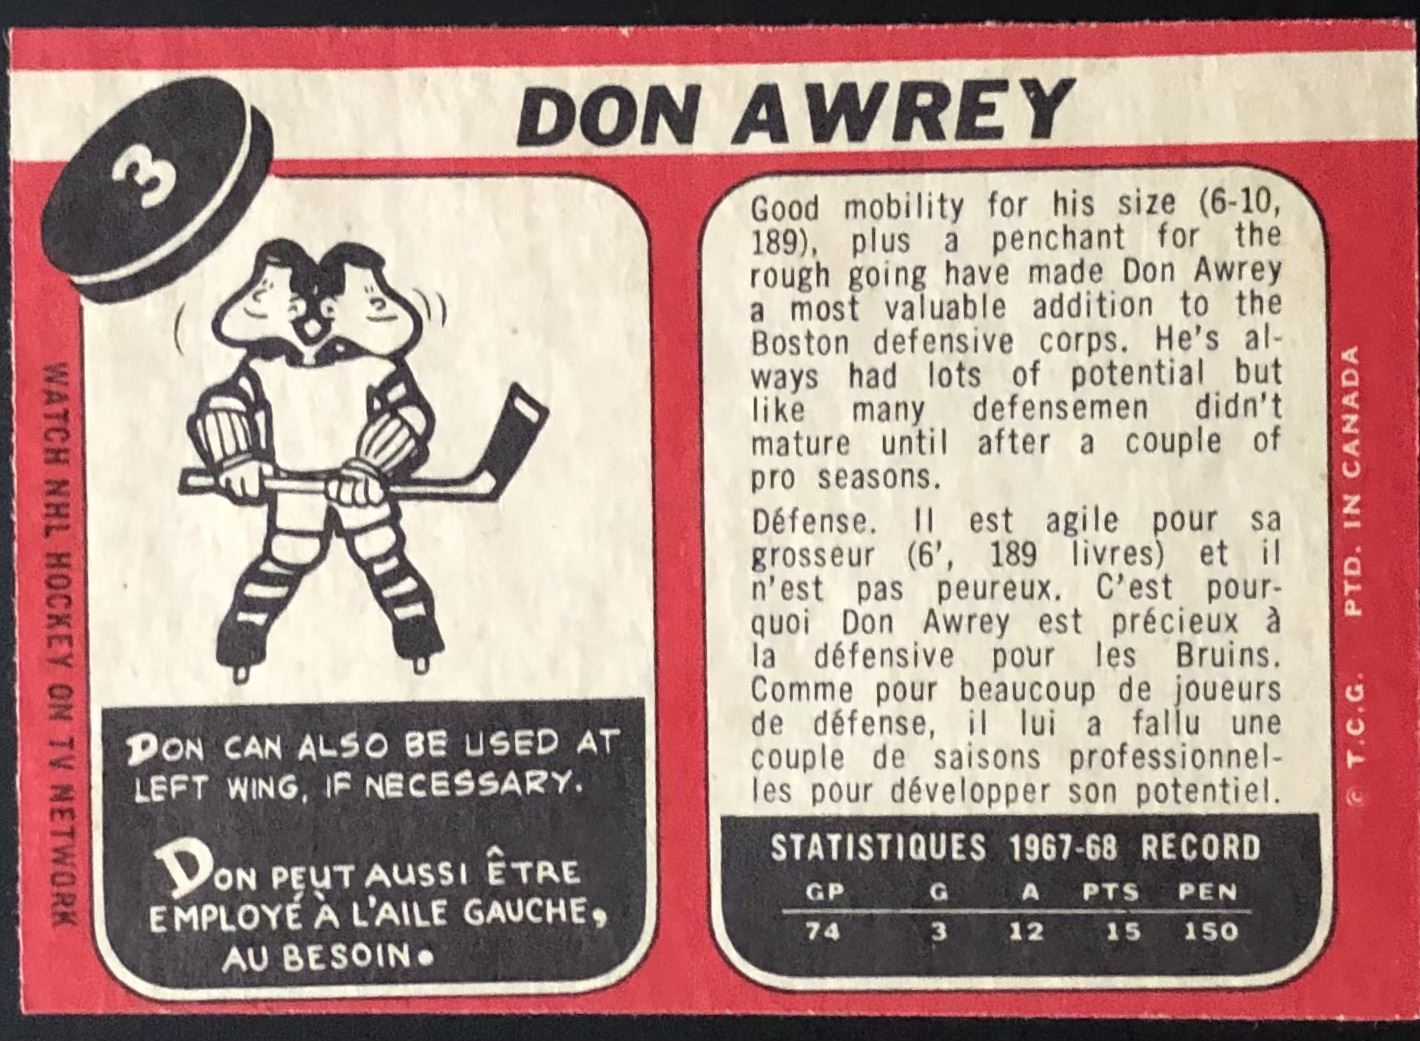 3
DON AWREY
Good mobility for his size (6-10,
189), plus a penchant for the
rough going have made Don Awrey
a most valuable addition to the
Boston defensive corps. He's al-
ways had lots of potential but
like many defensemen didn't
mature until after a couple of
pro seasons.
Défense. Il est agile pour sa
grosseur (6', 189 livres) et il
n'est pas peureux. C'est pour-
quoi Don Awrey est précieux à
la défensive pour les Bruins.
Comme pour beaucoup de joueurs
de défense, il lui a fallu une
couple de saisons professionnel-
les pour développer son potentiel.
DON CAN ALSO BE USED AT
LEFT WING, IF NECESSARY.
DON PEUT AUSSI ÊTRE
EMPLOYÉ À L'AILE GAUCHE,
AU BESOIN.
STATISTIQUES 1967-68 RECORD
GP G A PTS PEN
74 3 12 15 150
WATCH NHL HOCKEY ON TV NETWORK
© T.C.G. PTD. IN CANADA